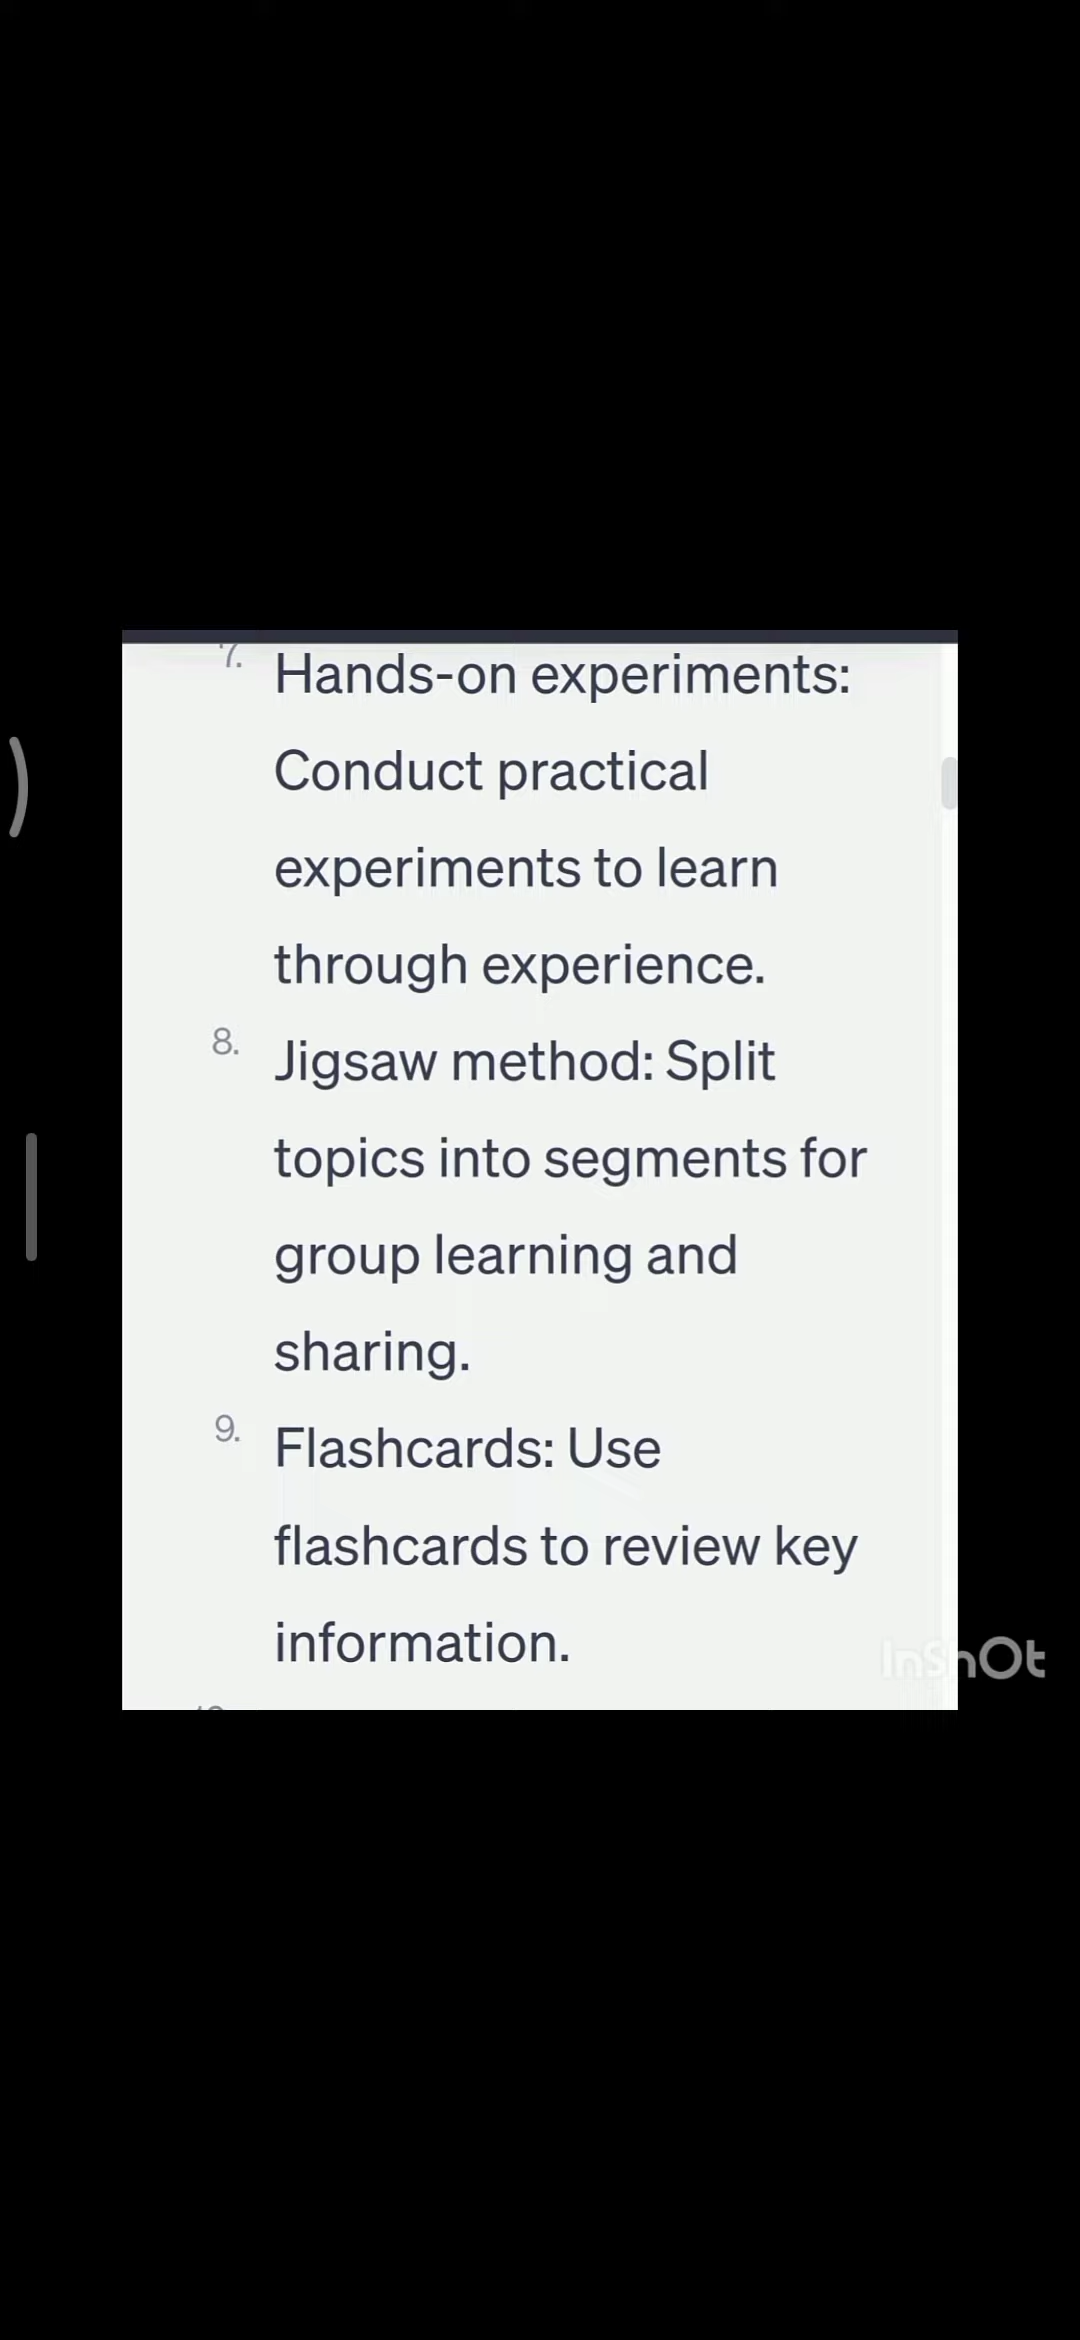 7. Hands-on experiments:
Conduct practical
experiments to learn
through experience.
8. Jigsaw method: Split
topics into segments for
group learning and
sharing.
9. Flashcards: Use
flashcards to review key
information.
InShOt